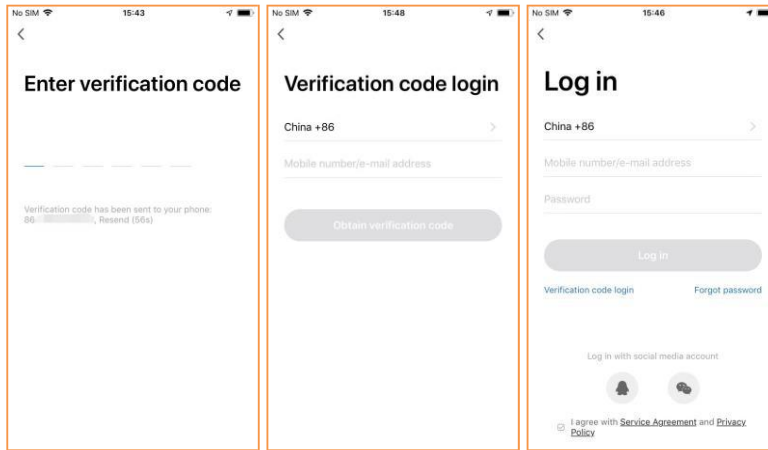 No SIM 15:43
Enter verification code
Verification code has been sent to your phone:
86 , Resend (56s)
No SIM 15:48
Verification code login
China +86
Mobile number/e-mail address
Obtain verification code
No SIM 15:46
Log in
China +86
Mobile number/e-mail address
Password
Log in
Verification code login Forgot password
Log in with social media account
I agree with Service Agreement and Privacy
Policy